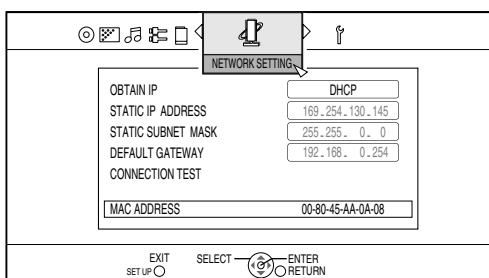 NETWORK SETTING
OBTAIN IP DHCP
STATIC IP ADDRESS 169.254.130.145
STATIC SUBNET MASK 255.255. 0. 0
DEFAULT GATEWAY 192.168. 0.254
CONNECTION TEST
MAC ADDRESS 00-80-45-AA-0A-08
EXIT SELECT ENTER
SET UP RETURN